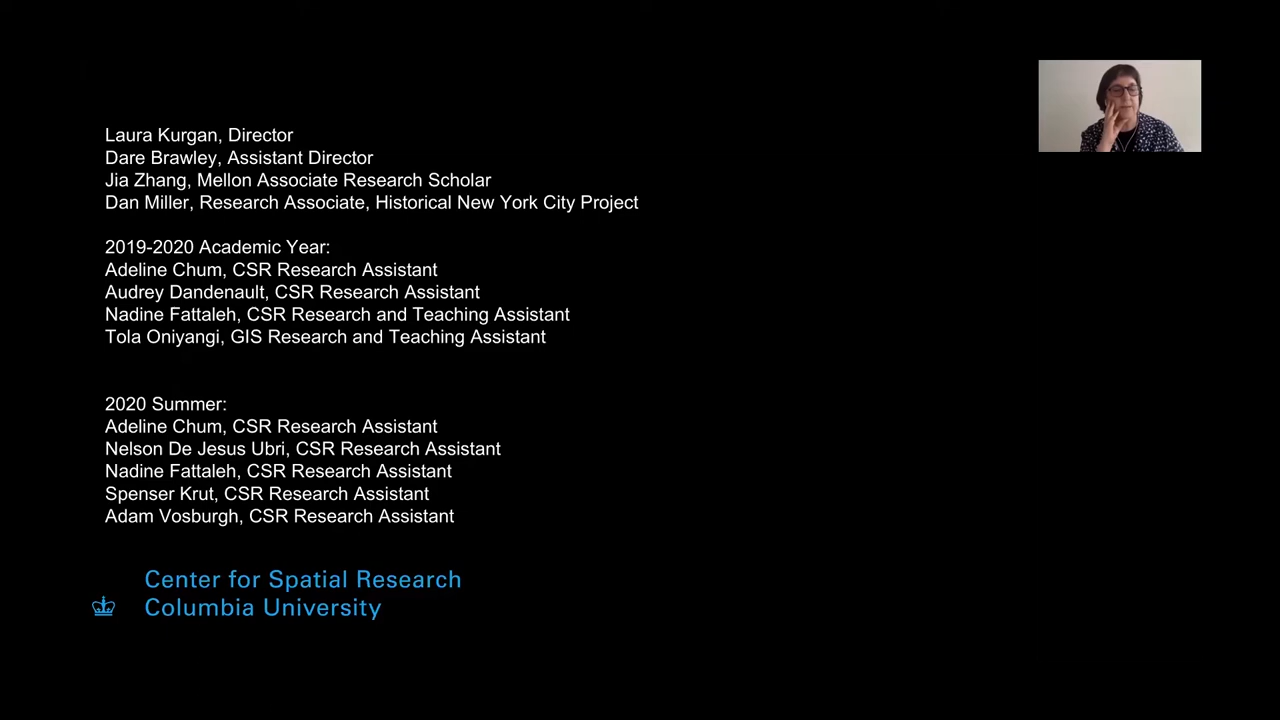 Laura Kurgan, Director
Dare Brawley, Assistant Director
Jia Zhang, Mellon Associate Research Scholar
Dan Miller, Research Associate, Historical New York City Project
2019-2020 Academic Year:
Adeline Chum, CSR Research Assistant
Audrey Dandenault, CSR Research Assistant
Nadine Fattaleh, CSR Research and Teaching Assistant
Tola Oniyangi, GIS Research and Teaching Assistant
2020 Summer:
Adeline Chum, CSR Research Assistant
Nelson De Jesus Ubri, CSR Research Assistant
Nadine Fattaleh, CSR Research Assistant
Spenser Krut, CSR Research Assistant
Adam Vosburgh, CSR Research Assistant
Center for Spatial Research
Columbia University